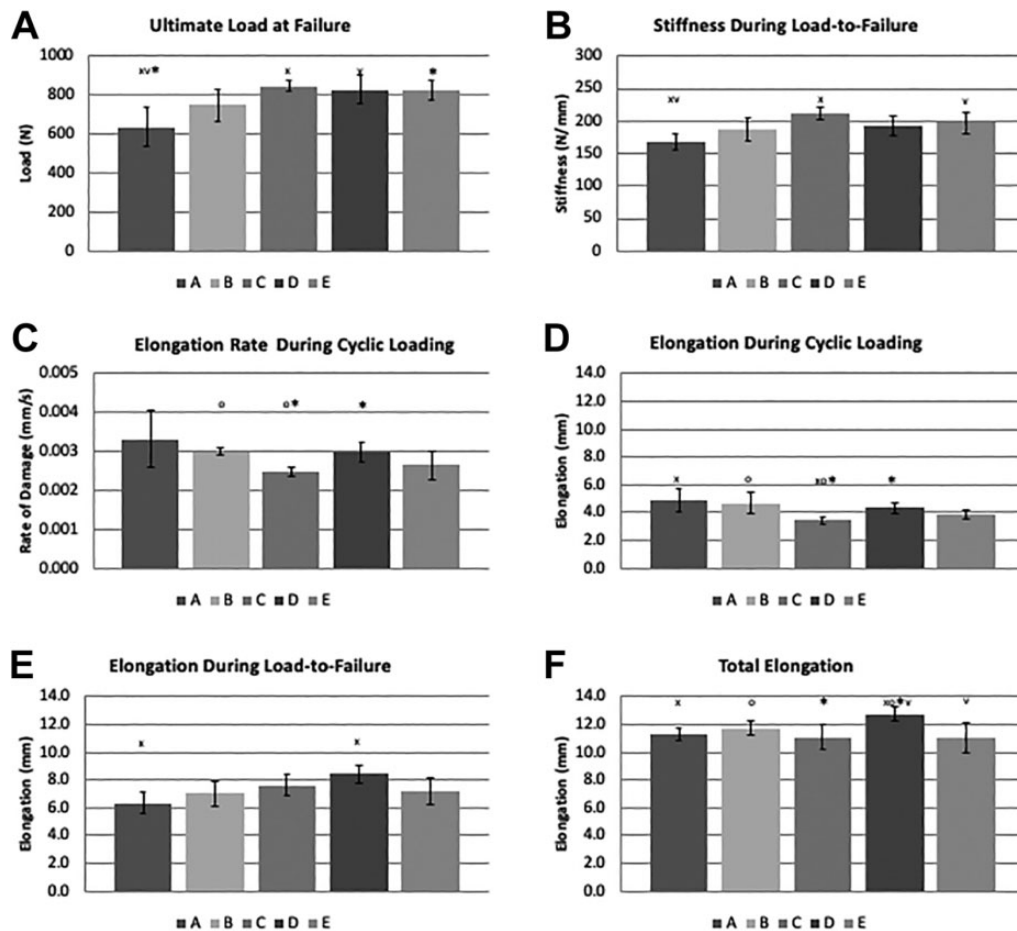 A
Ultimate Load at Failure
Load (N)
1000
800
600
400
200
0
xv*
x
x
*
A B C D E
B
Stiffness During Load-to-Failure
Stiffness (N/mm)
300
250
200
150
100
50
0
xv
x
v
A B C D E
C
Elongation Rate During Cyclic Loading
Rate of Damage (mm/s)
0.005
0.004
0.003
0.002
0.001
0.000
o
o*
*
A B C D E
D
Elongation During Cyclic Loading
Elongation (mm)
14.0
12.0
10.0
8.0
6.0
4.0
2.0
0.0
x
o
xo*
*
A B C D E
E
Elongation During Load-to-Failure
Elongation (mm)
14.0
12.0
10.0
8.0
6.0
4.0
2.0
0.0
x
x
A B C D E
F
Total Elongation
Elongation (mm)
14.0
12.0
10.0
8.0
6.0
4.0
2.0
0.0
x
o
*
xo*v
v
A B C D E